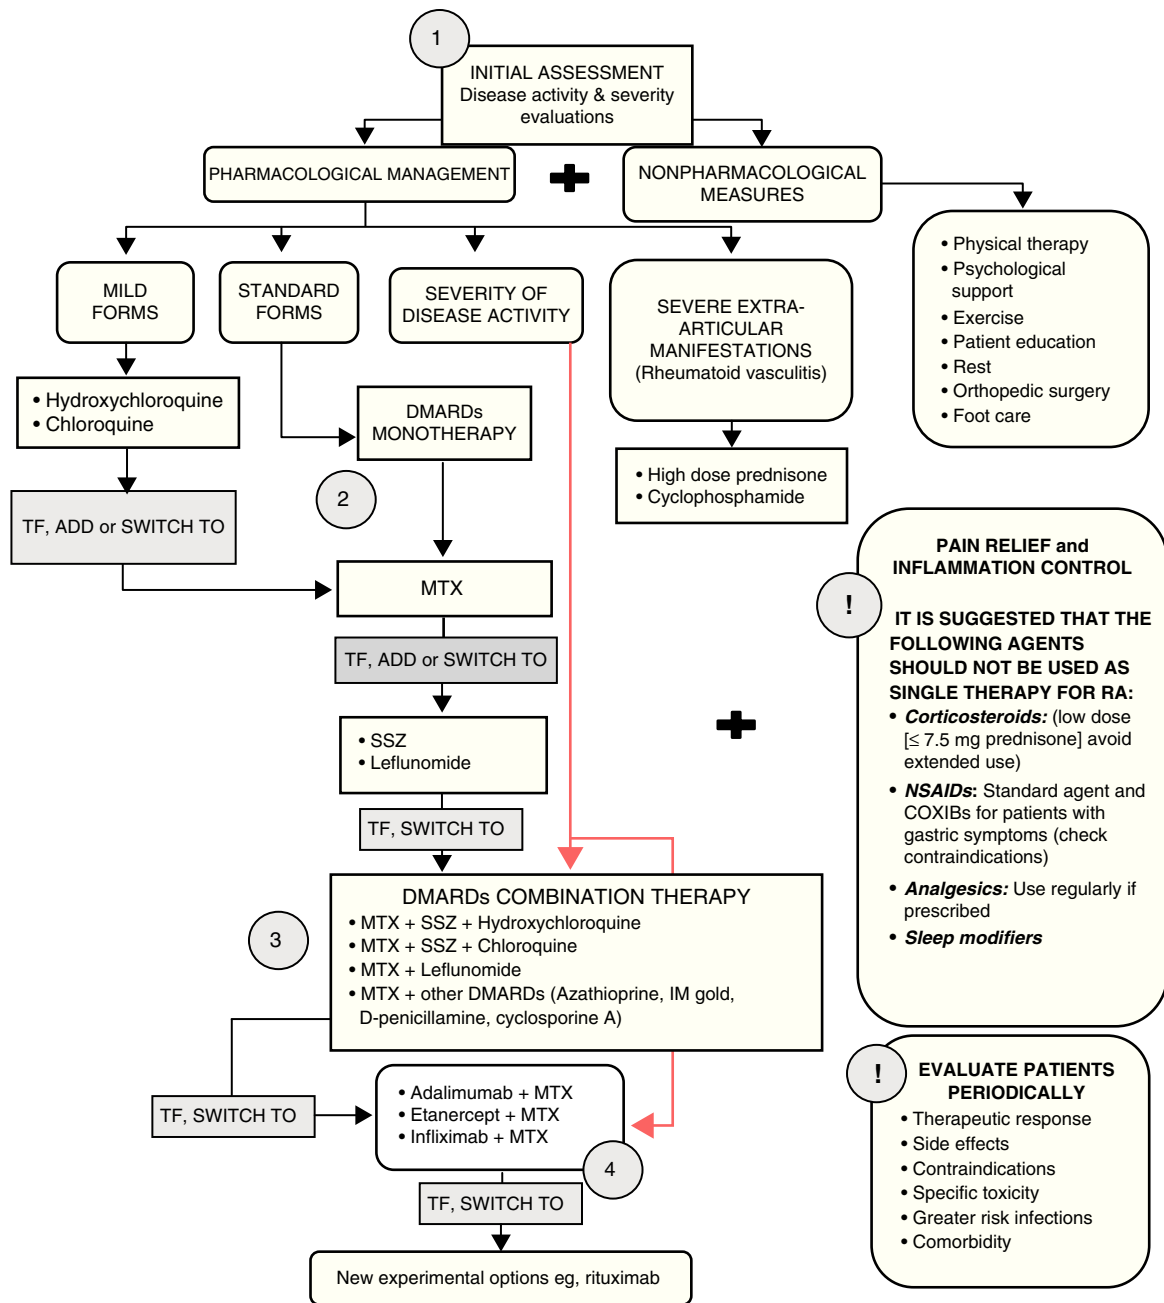 1
INITIAL ASSESSMENT
Disease activity & severity
evaluations
PHARMACOLOGICAL MANAGEMENT
NONPHARMACOLOGICAL
MEASURES
• Physical therapy
• Psychological
support
• Exercise
• Patient education
• Rest
• Orthopedic surgery
• Foot care
MILD
FORMS
STANDARD
FORMS
SEVERITY OF
DISEASE ACTIVITY
SEVERE EXTRA-
ARTICULAR
MANIFESTATIONS
(Rheumatoid vasculitis)
• Hydroxychloroquine
• Chloroquine
DMARDs
MONOTHERAPY
• High dose prednisone
• Cyclophosphamide
2
TF, ADD or SWITCH TO
MTX
TF, ADD or SWITCH TO
• SSZ
• Leflunomide
TF, SWITCH TO
3
DMARDs COMBINATION THERAPY
• MTX + SSZ + Hydroxychloroquine
• MTX + SSZ + Chloroquine
• MTX + Leflunomide
• MTX + other DMARDs (Azathioprine, IM gold,
D-penicillamine, cyclosporine A)
TF, SWITCH TO
• Adalimumab + MTX
• Etanercept + MTX
• Infliximab + MTX
4
TF, SWITCH TO
New experimental options eg, rituximab
!
PAIN RELIEF and
INFLAMMATION CONTROL
IT IS SUGGESTED THAT THE
FOLLOWING AGENTS
SHOULD NOT BE USED AS
SINGLE THERAPY FOR RA:
• Corticosteroids: (low dose
[≤ 7.5 mg prednisone] avoid
extended use)
• NSAIDs: Standard agent and
COXIBs for patients with
gastric symptoms (check
contraindications)
• Analgesics: Use regularly if
prescribed
• Sleep modifiers
!
EVALUATE PATIENTS
PERIODICALLY
• Therapeutic response
• Side effects
• Contraindications
• Specific toxicity
• Greater risk infections
• Comorbidity